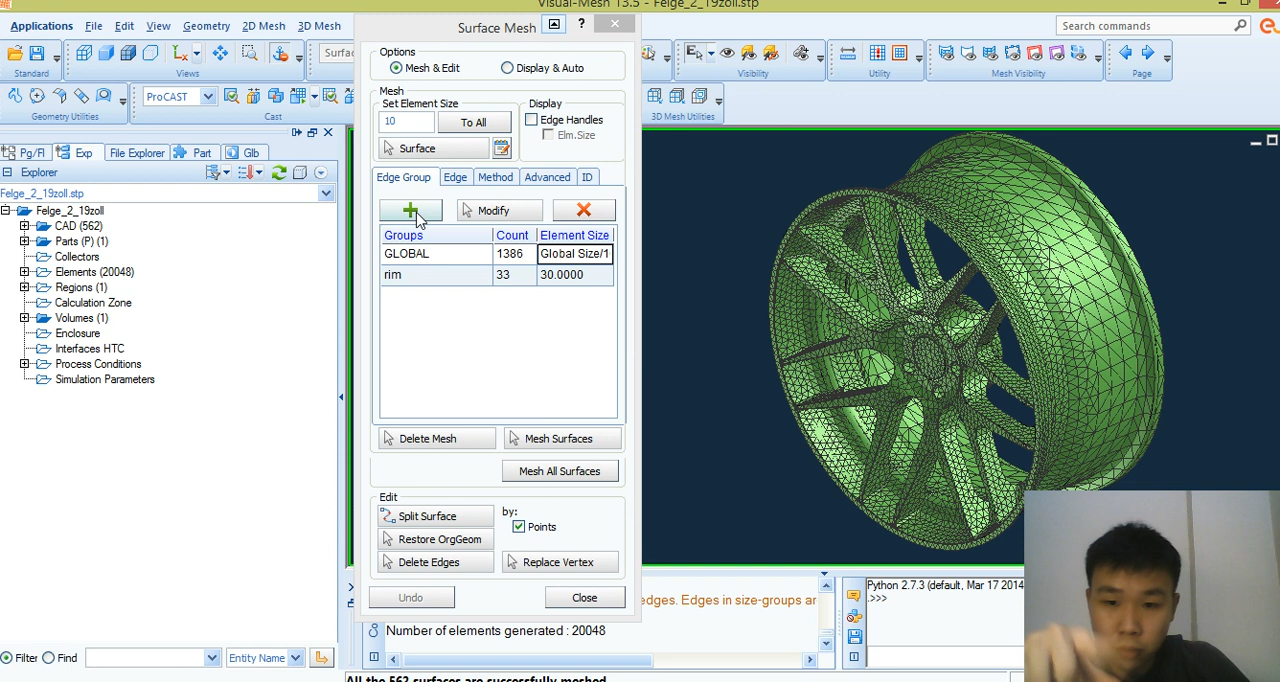 Visual-Mesh 13.5 - Felge_2_19zoll.stp
Applications File Edit View Geometry 2D Mesh 3D Mesh
Search commands
Standard
Views
Surfac
Visibility
Utility
Mesh Visibility
Page
Geometry Utilities
ProCAST
Cast
3D Mesh Utilities
Pg/Fl Exp File Explorer Part Glb
Explorer
Felge_2_19zoll.stp
Felge_2_19zoll
CAD (562)
Parts (P) (1)
Collectors
Elements (20048)
Regions (1)
Calculation Zone
Volumes (1)
Enclosure
Interfaces HTC
Process Conditions
Simulation Parameters
Filter Find Entity Name
Surface Mesh
?
Options
Mesh & Edit Display & Auto
Mesh
Set Element Size
10 To All
Surface
Display
Edge Handles
Elm.Size
Edge Group Edge Method Advanced ID
Modify
Groups Count Element Size
GLOBAL 1386 Global Size/1
rim 33 30.0000
Delete Mesh Mesh Surfaces
Mesh All Surfaces
Edit
Split Surface by:
Points
Restore OrgGeom
Delete Edges Replace Vertex
Undo Close
edges. Edges in size-groups ar
Number of elements generated : 20048
All the 562 surfaces are successfully meshed
Python 2.7.3 (default, Mar 17 2014
.>>>